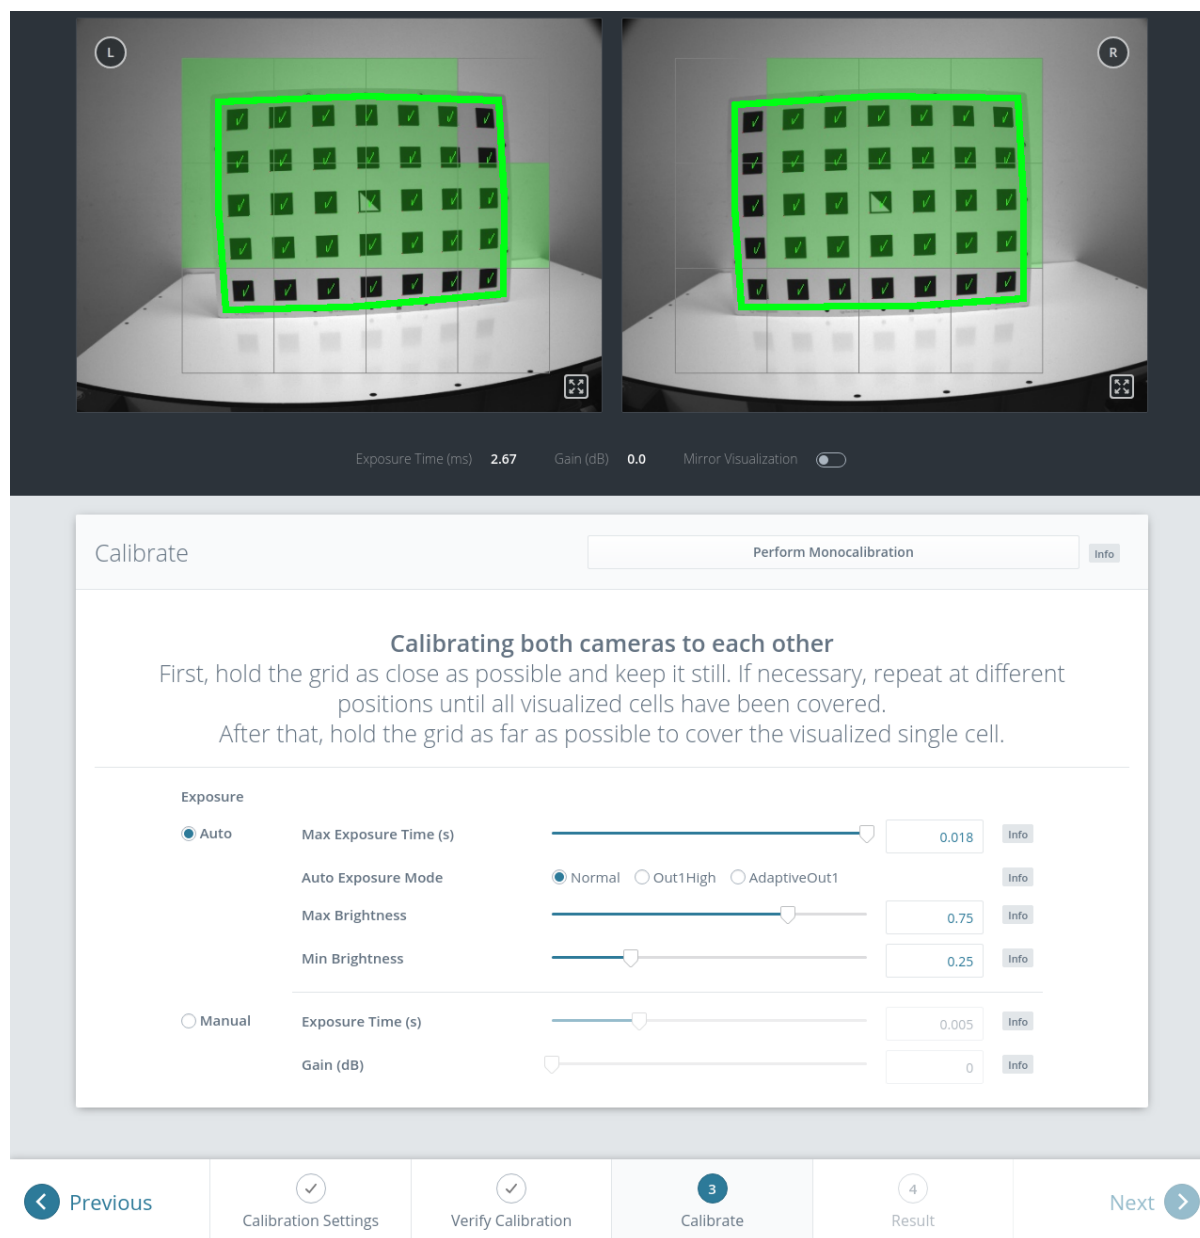 L
R
Exposure Time (ms) 2.67 Gain (dB) 0.0 Mirror Visualization
Calibrate
Perform Monocalibration
Info
Calibrating both cameras to each other
First, hold the grid as close as possible and keep it still. If necessary, repeat at different
positions until all visualized cells have been covered.
After that, hold the grid as far as possible to cover the visualized single cell.
Exposure
Auto
Max Exposure Time (s) 0.018 Info
Auto Exposure Mode Normal Out1High AdaptiveOut1 Info
Max Brightness 0.75 Info
Min Brightness 0.25 Info
Manual
Exposure Time (s) 0.005 Info
Gain (dB) 0 Info
Previous
Calibration Settings
Verify Calibration
3
Calibrate
4
Result
Next